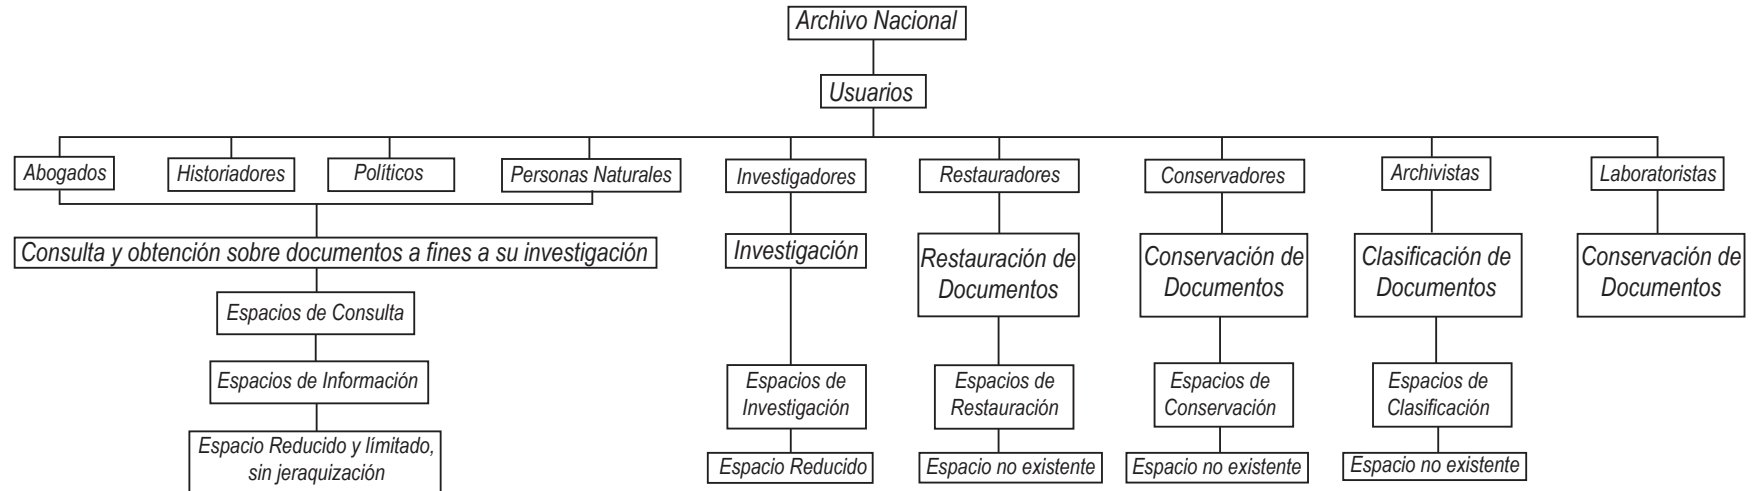 Archivo Nacional
Usuarios
Abogados
Historiadores
Políticos
Personas Naturales
Investigadores
Restauradores
Conservadores
Archivistas
Laboratoristas
Consulta y obtención sobre documentos a fines a su investigación
Investigación
Restauración de
Documentos
Conservación de
Documentos
Clasificación de
Documentos
Conservación de
Documentos
Espacios de Consulta
Espacios de Información
Espacios de
Investigación
Espacios de
Restauración
Espacios de
Conservación
Espacios de
Clasificación
Espacio Reducido y límitado,
sin jeraquización
Espacio Reducido
Espacio no existente
Espacio no existente
Espacio no existente